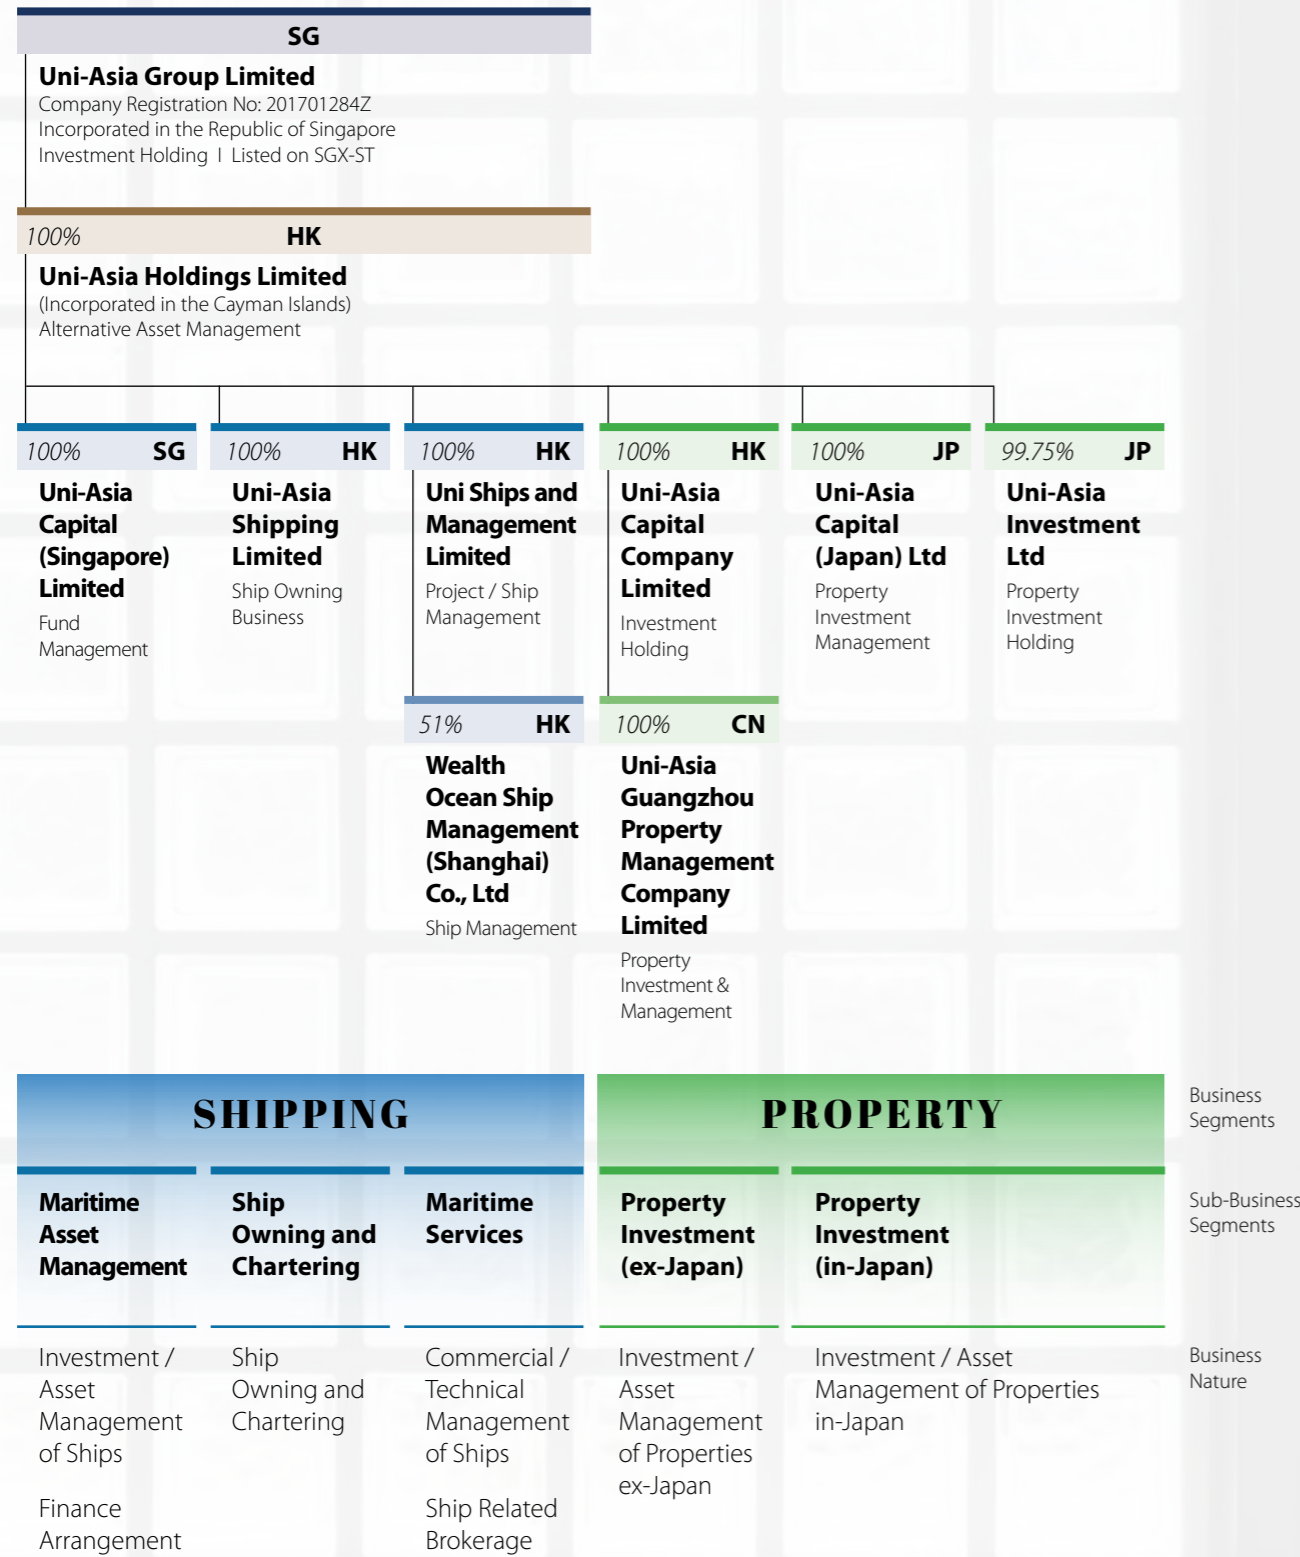 SG
Uni-Asia Group Limited
Company Registration No: 201701284Z
Incorporated in the Republic of Singapore
Investment Holding I Listed on SGX-ST
100% HK
Uni-Asia Holdings Limited
(Incorporated in the Cayman Islands)
Alternative Asset Management
100% SG
Uni-Asia
Capital
(Singapore)
Limited
Fund
Management
100% HK
Uni-Asia
Shipping
Limited
Ship Owning
Business
100% HK
Uni Ships and
Management
Limited
Project / Ship
Management
100% HK
Uni-Asia
Capital
Company
Limited
Investment
Holding
100% JP
Uni-Asia
Capital
(Japan) Ltd
Property
Investment
Management
99.75% JP
Uni-Asia
Investment
Ltd
Property
Investment
Holding
51% HK
Wealth
Ocean Ship
Management
(Shanghai)
Co., Ltd
Ship Management
100% CN
Uni-Asia
Guangzhou
Property
Management
Company
Limited
Property
Investment &
Management
SHIPPING
PROPERTY
Business
Segments
Maritime
Asset
Management
Ship
Owning and
Chartering
Maritime
Services
Property
Investment
(ex-Japan)
Property
Investment
(in-Japan)
Sub-Business
Segments
Investment /
Asset
Management
of Ships
Finance
Arrangement
Ship
Owning and
Chartering
Commercial /
Technical
Management
of Ships
Ship Related
Brokerage
Investment /
Asset
Management
of Properties
ex-Japan
Investment / Asset
Management of Properties
in-Japan
Business
Nature